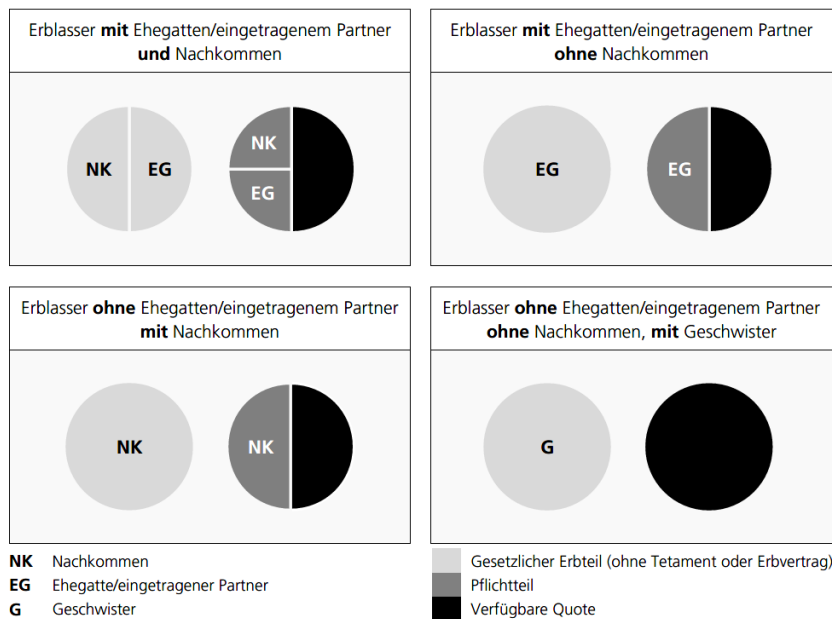 Erblasser mit Ehegatten/eingetragenem Partner
und Nachkommen
NK
EG
NK
EG
Erblasser mit Ehegatten/eingetragenem Partner
ohne Nachkommen
EG
EG
Erblasser ohne Ehegatten/eingetragenem Partner
mit Nachkommen
NK
NK
Erblasser ohne Ehegatten/eingetragenem Partner
ohne Nachkommen, mit Geschwister
G
NK Nachkommen
EG Ehegatte/eingetragener Partner
G Geschwister
Gesetzlicher Erbteil (ohne Tetament oder Erbvertrag)
Pflichtteil
Verfügbare Quote